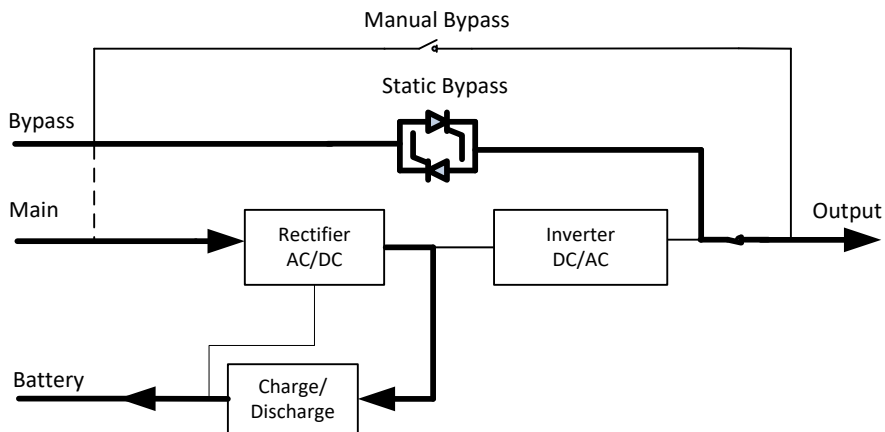 Manual Bypass
Static Bypass
Bypass
Main
Rectifier
AC/DC
Inverter
DC/AC
Output
Battery
Charge/
Discharge